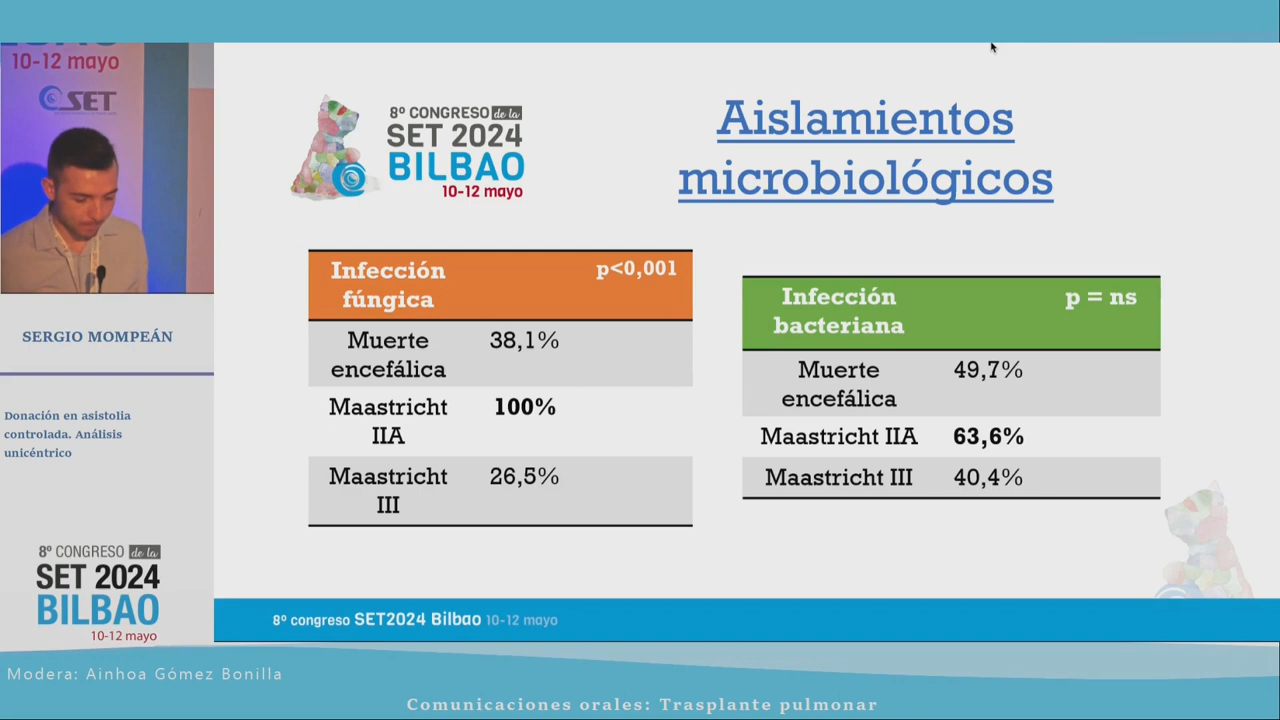 10-12 mayo
SET
SERGIO MOMPEÁN
Donación en asistolia
controlada. Análisis
unicéntrico
8º CONGRESO de la
SET 2024
BILBAO
10-12 mayo
8º CONGRESO de la
SET 2024
BILBAO
10-12 mayo
Aislamientos
microbiológicos
Infección fúngica p<0,001
Muerte encefálica 38,1%
Maastricht IIA 100%
Maastricht III 26,5%
Infección bacteriana p = ns
Muerte encefálica 49,7%
Maastricht IIA 63,6%
Maastricht III 40,4%
8º congreso SET2024 Bilbao 10-12 mayo
Modera: Ainhoa Gómez Bonilla
Comunicaciones orales: Trasplante pulmonar